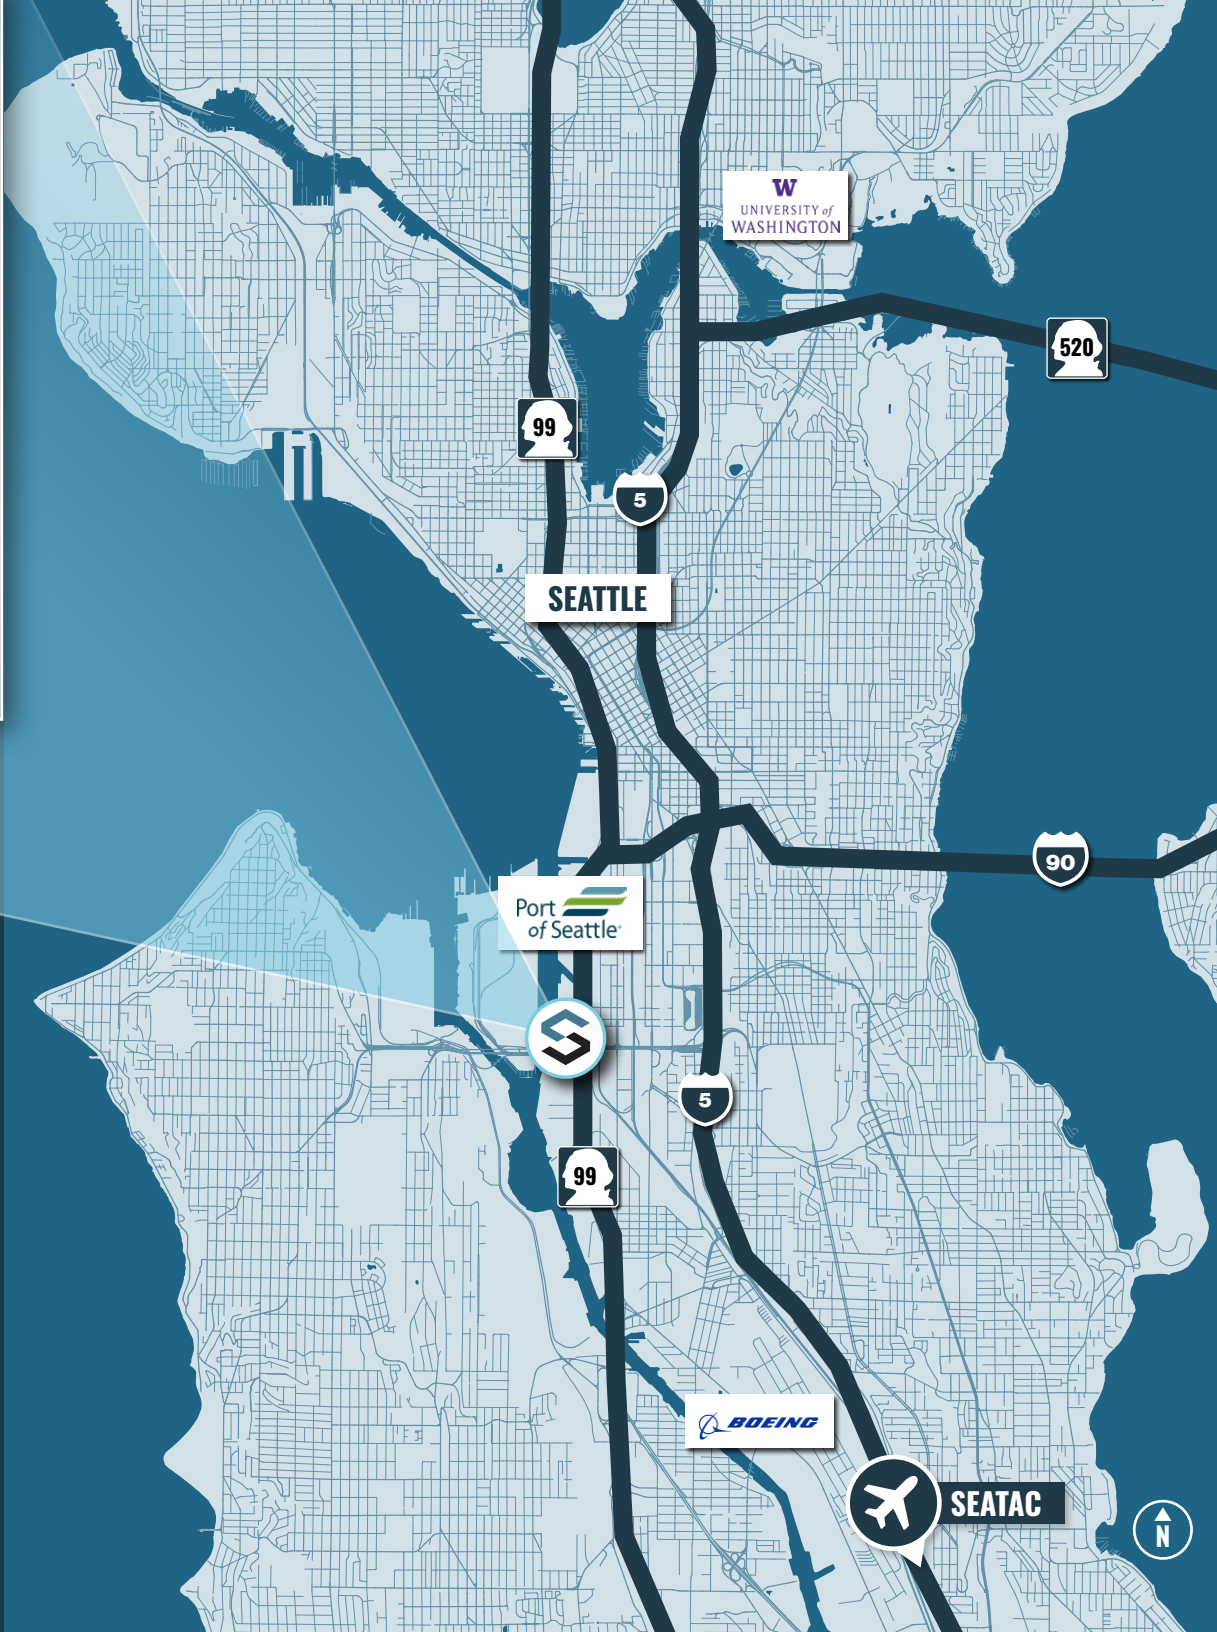 W
UNIVERSITY of
WASHINGTON
520
99
5
SEATTLE
90
Port
of Seattle®
S
5
99
BOEING
SEATAC
N